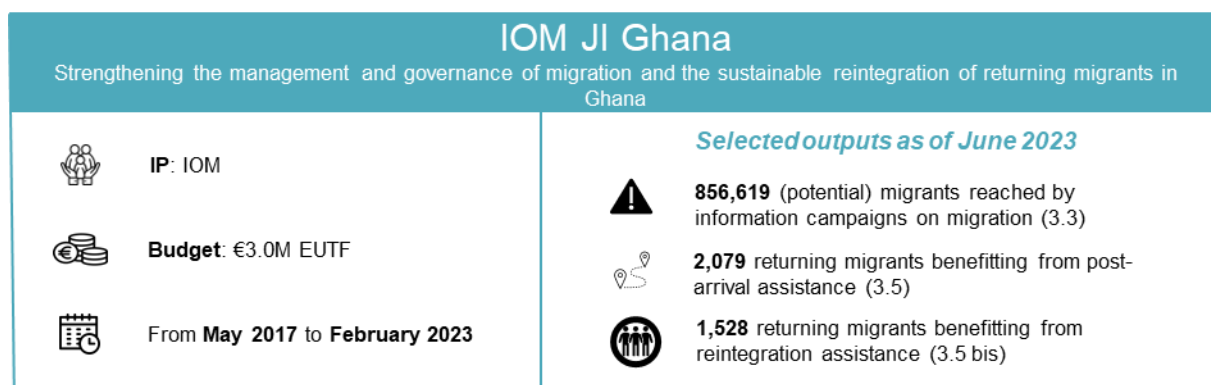 IOM JI Ghana
Strengthening the management and governance of migration and the sustainable reintegration of returning migrants in
Ghana
IP: IOM
Budget: €3.0M EUTF
From May 2017 to February 2023
Selected outputs as of June 2023
856,619 (potential) migrants reached by
information campaigns on migration (3.3)
2,079 returning migrants benefitting from post-
arrival assistance (3.5)
1,528 returning migrants benefitting from
reintegration assistance (3.5 bis)